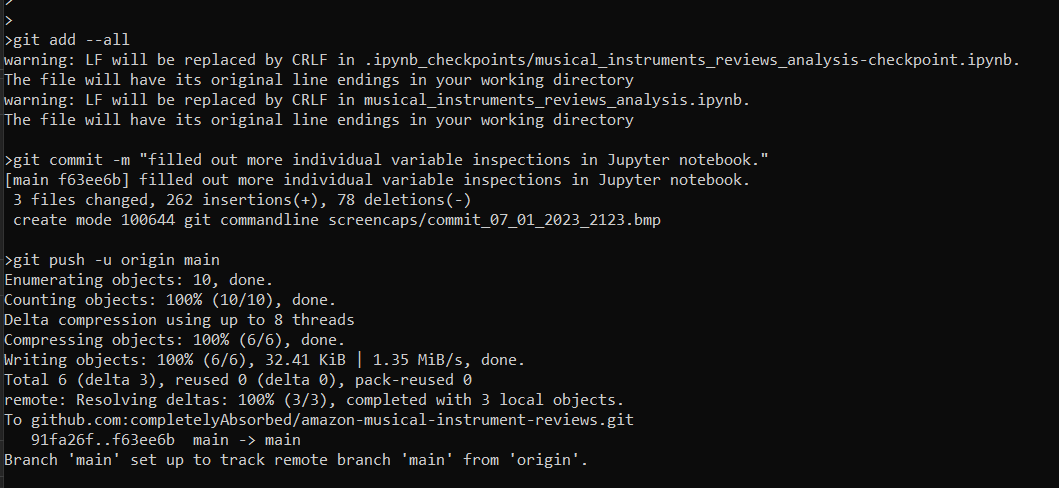 >
>
>git add --all
warning: LF will be replaced by CRLF in .ipynb_checkpoints/musical_instruments_reviews_analysis-checkpoint.ipynb.
The file will have its original line endings in your working directory
warning: LF will be replaced by CRLF in musical_instruments_reviews_analysis.ipynb.
The file will have its original line endings in your working directory
>git commit -m "filled out more individual variable inspections in Jupyter notebook."
[main f63ee6b] filled out more individual variable inspections in Jupyter notebook.
 3 files changed, 262 insertions(+), 78 deletions(-)
 create mode 100644 git commandline screencaps/commit_07_01_2023_2123.bmp
>git push -u origin main
Enumerating objects: 10, done.
Counting objects: 100% (10/10), done.
Delta compression using up to 8 threads
Compressing objects: 100% (6/6), done.
Writing objects: 100% (6/6), 32.41 KiB | 1.35 MiB/s, done.
Total 6 (delta 3), reused 0 (delta 0), pack-reused 0
remote: Resolving deltas: 100% (3/3), completed with 3 local objects.
To github.com:completelyAbsorbed/amazon-musical-instrument-reviews.git
   91fa26f..f63ee6b  main -> main
Branch 'main' set up to track remote branch 'main' from 'origin'.